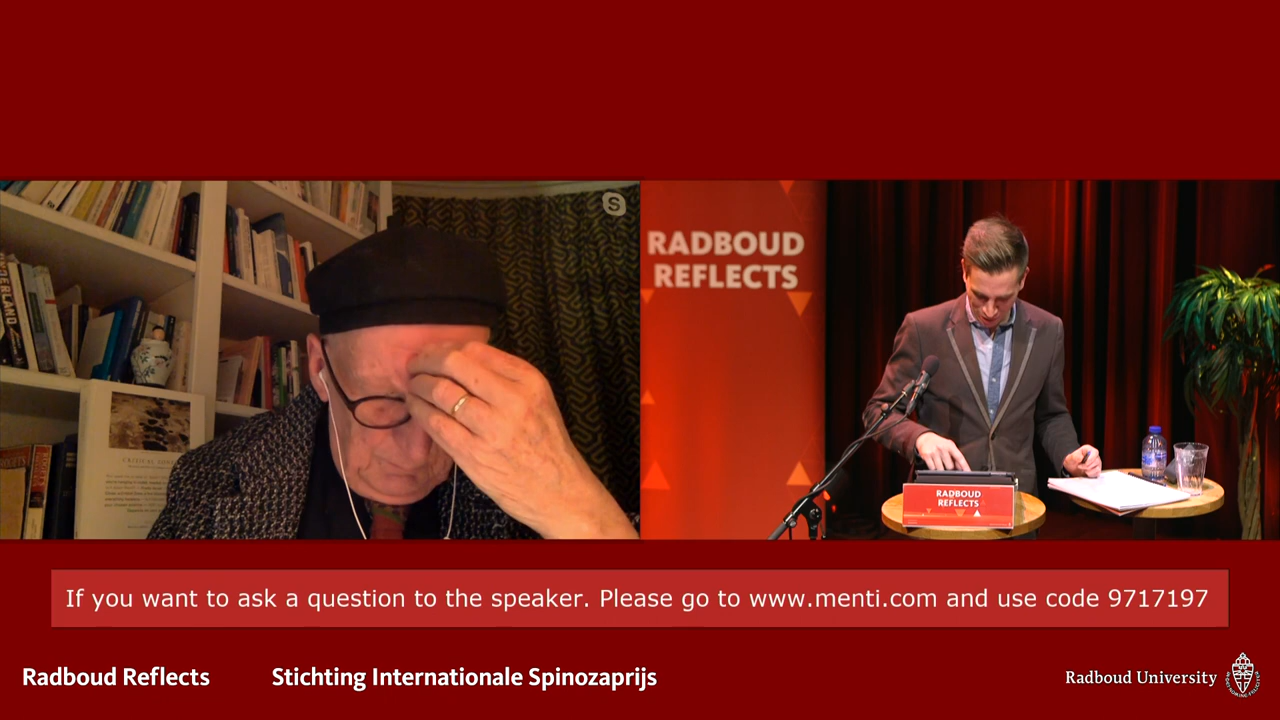 RADBOUD
REFLECTS
RADBOUD
REFLECTS
If you want to ask a question to the speaker. Please go to www.menti.com and use code 9717197
Radboud Reflects
Stichting Internationale Spinozaprijs
Radboud University